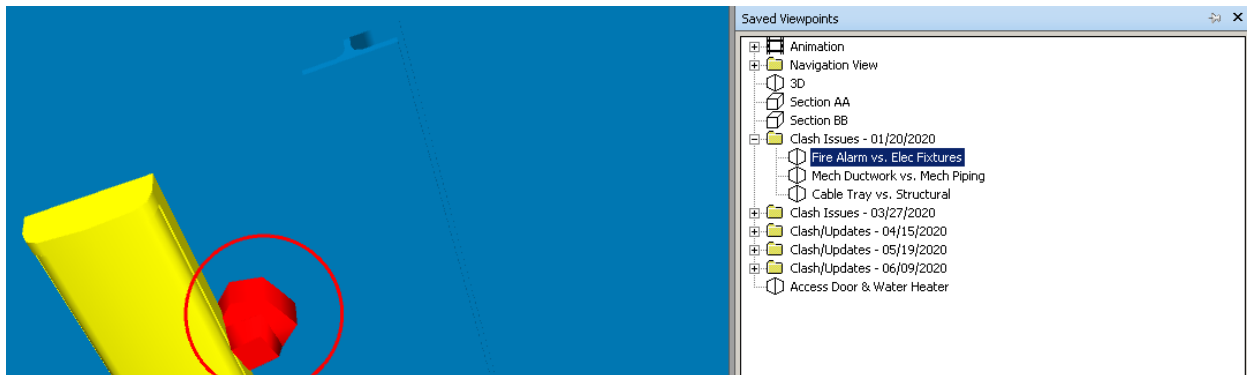 Saved Viewpoints
Animation
Navigation View
3D
Section AA
Section BB
Clash Issues - 01/20/2020
Fire Alarm vs. Elec Fixtures
Mech Ductwork vs. Mech Piping
Cable Tray vs. Structural
Clash Issues - 03/27/2020
Clash/Updates - 04/15/2020
Clash/Updates - 05/19/2020
Clash/Updates - 06/09/2020
Access Door & Water Heater